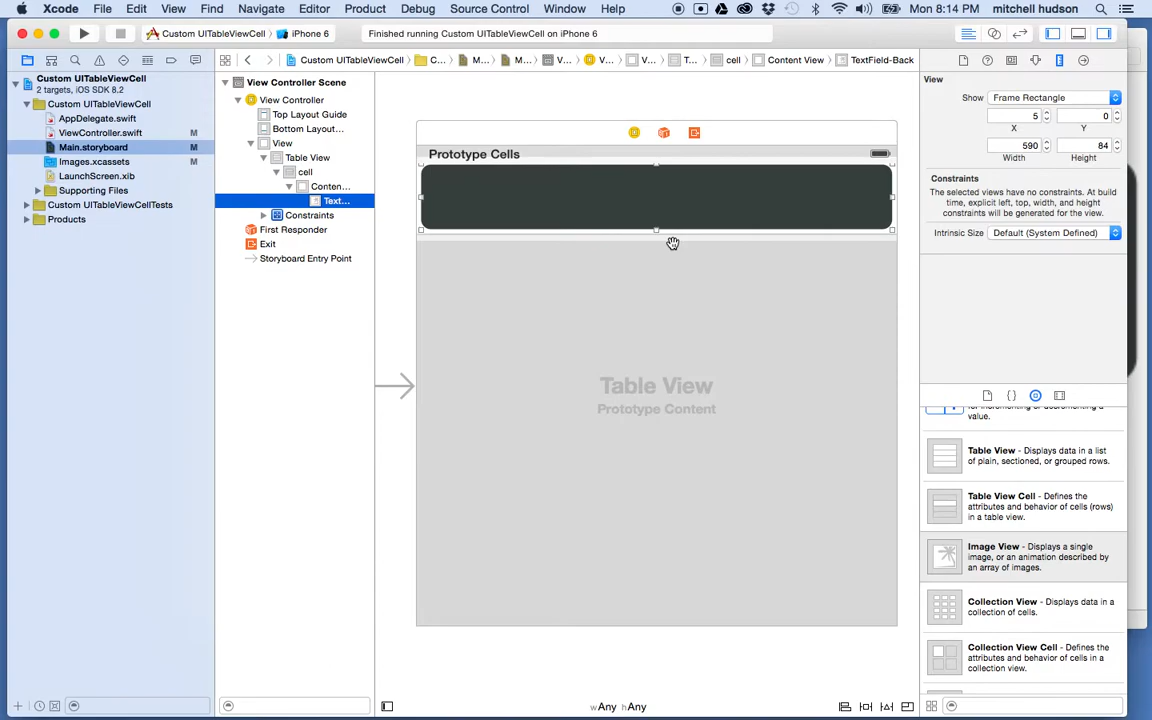 Xcode File Edit View Find Navigate Editor Product Debug Source Control Window Help Mon 8:14 PM mitchell hudson
Custom UITableViewCell iPhone 6 Finished running Custom UITableViewCell on iPhone 6
Custom UITableViewCell C... M... M... V... V... V... T... cell Content View TextField-Back
Custom UITableViewCell
2 targets, iOS SDK 8.2
Custom UITableViewCell
AppDelegate.swift
ViewController.swift M
Main.storyboard M
Images.xcassets M
LaunchScreen.xib
Supporting Files
Custom UITableViewCellTests
Products
View Controller Scene
View Controller
Top Layout Guide
Bottom Layout...
View
Table View
cell
Conten...
Text...
Constraints
First Responder
Exit
Storyboard Entry Point
Prototype Cells
Table View
Prototype Content
wAny hAny
View
Show Frame Rectangle
5 0
X Y
590 84
Width Height
Constraints
The selected views have no constraints. At build
time, explicit left, top, width, and height
constraints will be generated for the view.
Intrinsic Size Default (System Defined)
for incrementing or decrementing a
value.
Table View - Displays data in a list
of plain, sectioned, or grouped rows.
Table View Cell - Defines the
attributes and behavior of cells (rows)
in a table view.
Image View - Displays a single
image, or an animation described by
an array of images.
Collection View - Displays data in a
collection of cells.
Collection View Cell - Defines the
attributes and behavior of cells in a
collection view.